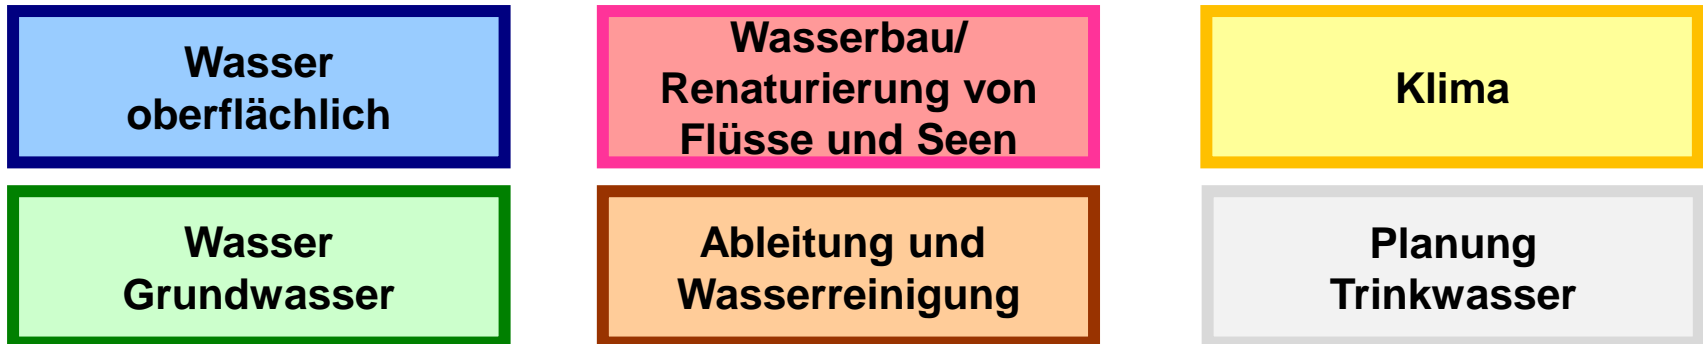 Wasser
oberflächlich
Wasserbau/
Renaturierung von
Flüsse und Seen
Klima
Wasser
Grundwasser
Ableitung und
Wasserreinigung
Planung
Trinkwasser